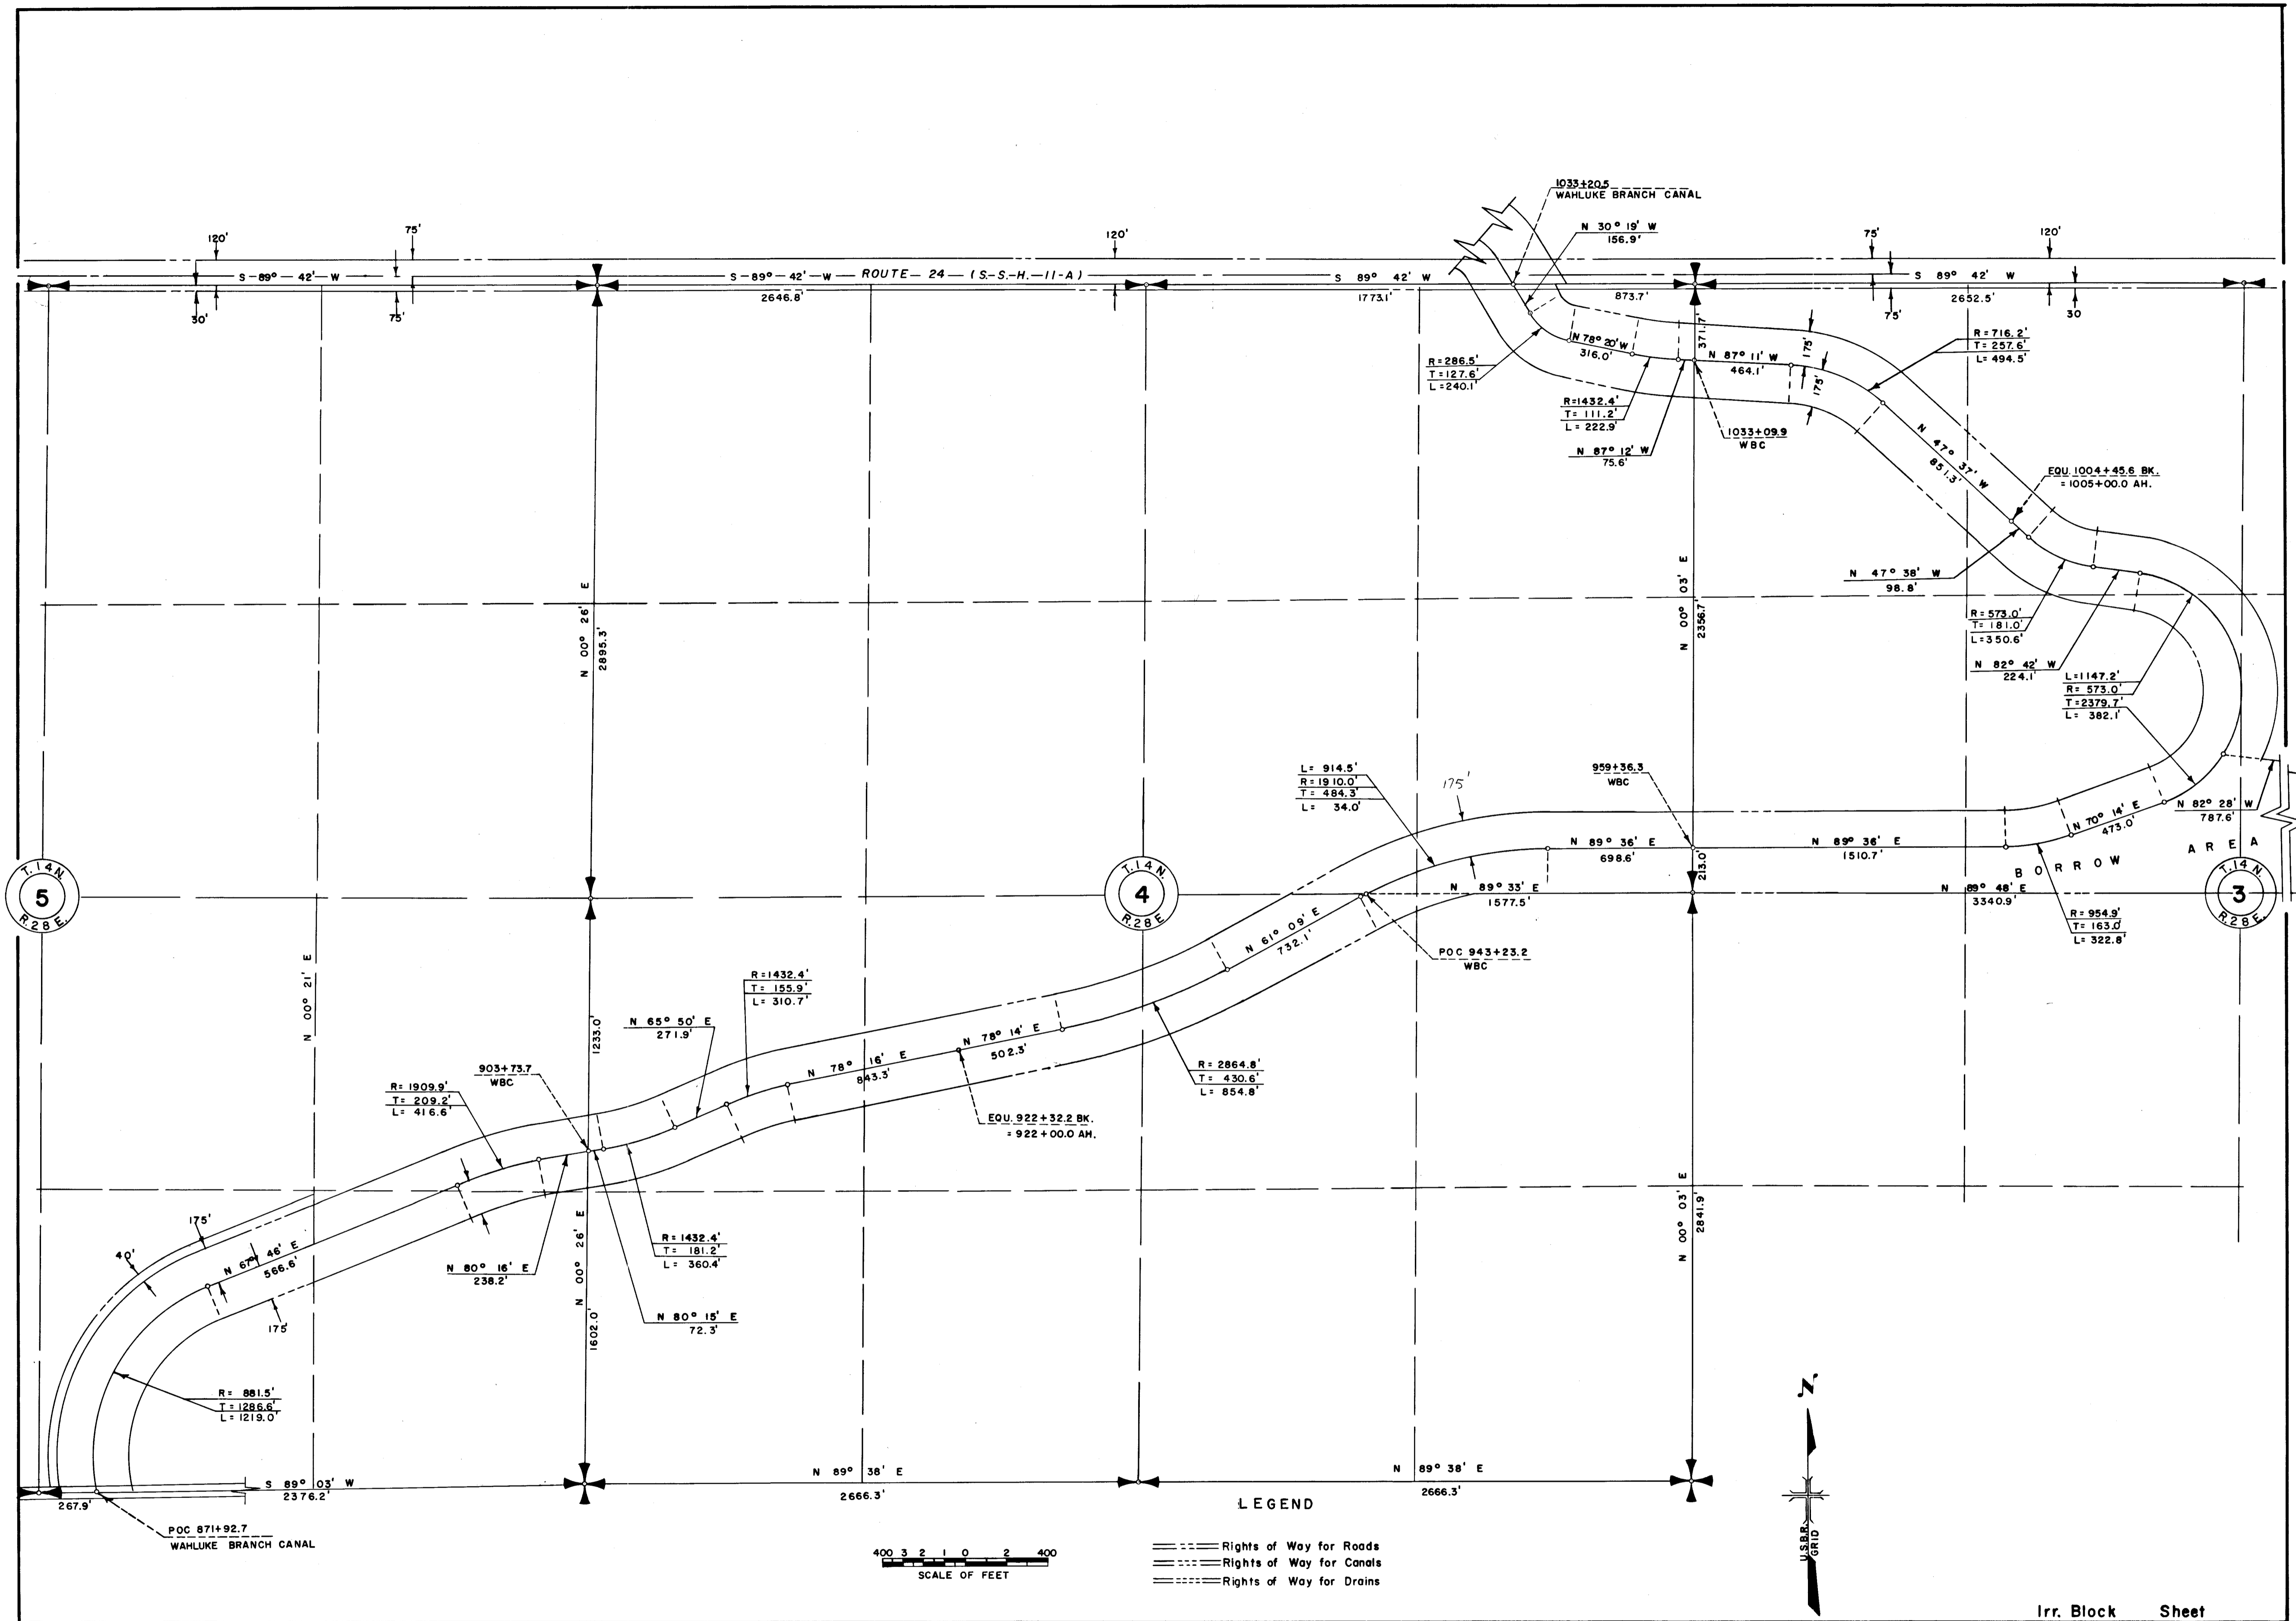 1033+20.5
WAHLUKE BRANCH CANAL
N 30° 19' W
156.9'
120'
75'
120'
75'
120'
S-89°-42'-W
S-89°-42'-W-ROUTE-24-(S.-S.-H.-11-A)
S 89° 42' W
S 89° 42' W
30'
75'
2646.8'
1773.1'
873.7'
75'
2652.5'
30
371.7'
R=286.5'
T=127.6'
L=240.1'
N 78° 20' W
316.0'
N 87° 11' W
464.1'
175'
175'
R=716.2'
T=257.6'
L=494.5'
R=1432.4'
T=111.2'
L=222.9'
N 87° 12' W
75.6'
1033+09.9
WBC
N 47° 37' W
851.3'
EQU. 1004+45.6 BK.
=1005+00.0 AH.
N 47° 38' W
98.8'
N 00° 26' E
2895.3'
N 00° 03' E
2356.7'
R=573.0'
T=181.0'
L=350.6'
N 82° 42' W
224.1'
L=1147.2'
R=573.0'
T=2379.7'
L=382.1'
L=914.5'
R=1910.0'
T=484.3'
L=34.0'
175'
959+36.3
WBC
N 82° 28' W
787.6'
N 70° 14' E
473.0'
N 89° 36' E
698.6'
N 89° 36' E
1510.7'
213.0'
BORROW AREA
T.14 N.
5
R.28 E.
T.14 N.
4
R.28 E.
T.14 N.
3
R.28 E.
N 89° 33' E
1577.5'
N 89° 48' E
3340.9'
R=954.9'
T=163.0'
L=322.8'
N 61° 09' E
732.1'
POC 943+23.2
WBC
N 00° 21' E
1233.0'
R=1432.4'
T=155.9'
L=310.7'
N 65° 50' E
271.9'
N 78° 14' E
502.3'
N 78° 16' E
843.3'
903+73.7
WBC
R=1909.9'
T=209.2'
L=416.6'
R=2864.8'
T=430.6'
L=854.8'
EQU. 922+32.2 BK.
=922+00.0 AH.
N 00° 03' E
2841.9'
175'
40'
N 67° 46' E
566.6'
175'
N 80° 16' E
238.2'
N 00° 26' E
1602.0'
R=1432.4'
T=181.2'
L=360.4'
N 80° 15' E
72.3'
R=881.5'
T=1286.6'
L=1219.0'
N.
S 89° 03' W
2376.2'
267.9'
N 89° 38' E
2666.3'
N 89° 38' E
2666.3'
POC 871+92.7
WAHLUKE BRANCH CANAL
LEGEND
400 3 2 1 0 2 400
SCALE OF FEET
Rights of Way for Roads
Rights of Way for Canals
Rights of Way for Drains
U.S.B.R.
GRID
Irr. Block Sheet